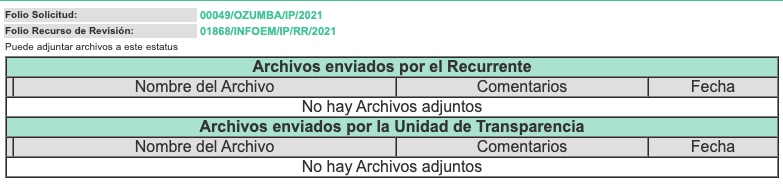 Folio Solicitud: 00049/OZUMBA/IP/2021
Folio Recurso de Revisión: 01868/INFOEM/IP/RR/2021
Puede adjuntar archivos a este estatus
Archivos enviados por el Recurrente
Nombre del Archivo Comentarios Fecha
No hay Archivos adjuntos
Archivos enviados por la Unidad de Transparencia
Nombre del Archivo Comentarios Fecha
No hay Archivos adjuntos